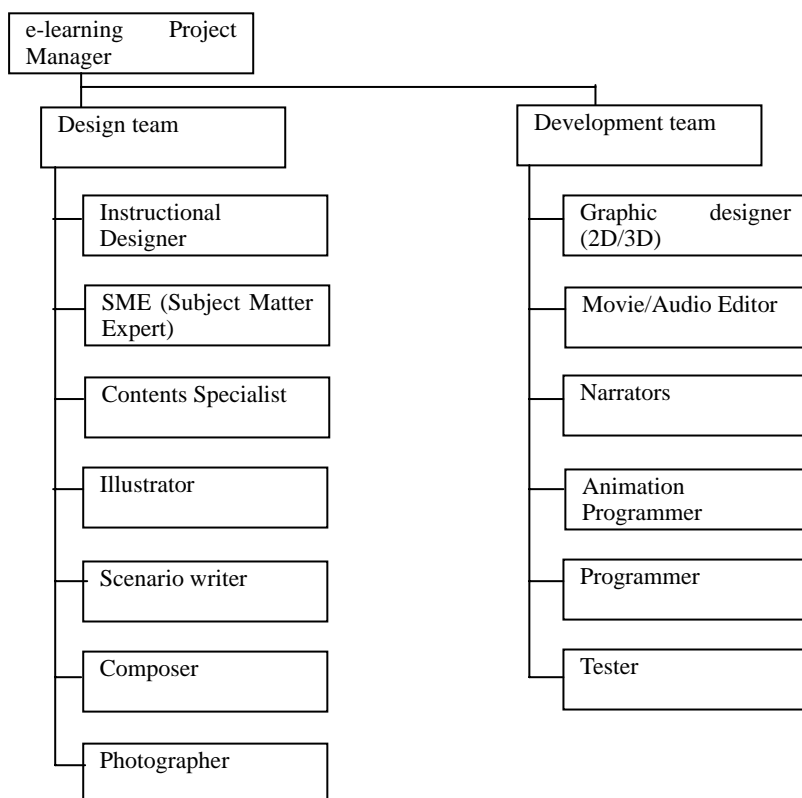 e-learning Project
Manager
Design team
Instructional
Designer
SME (Subject Matter
Expert)
Contents Specialist
Illustrator
Scenario writer
Composer
Photographer
Development team
Graphic designer
(2D/3D)
Movie/Audio Editor
Narrators
Animation
Programmer
Programmer
Tester